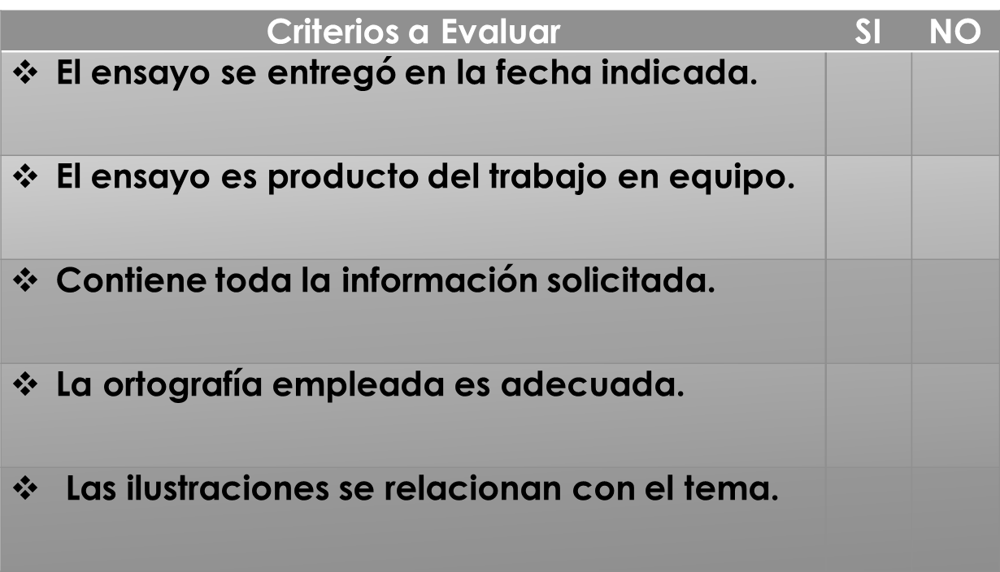 Criterios a Evaluar SI NO
❖ El ensayo se entregó en la fecha indicada.
❖ El ensayo es producto del trabajo en equipo.
❖ Contiene toda la información solicitada.
❖ La ortografía empleada es adecuada.
❖ Las ilustraciones se relacionan con el tema.